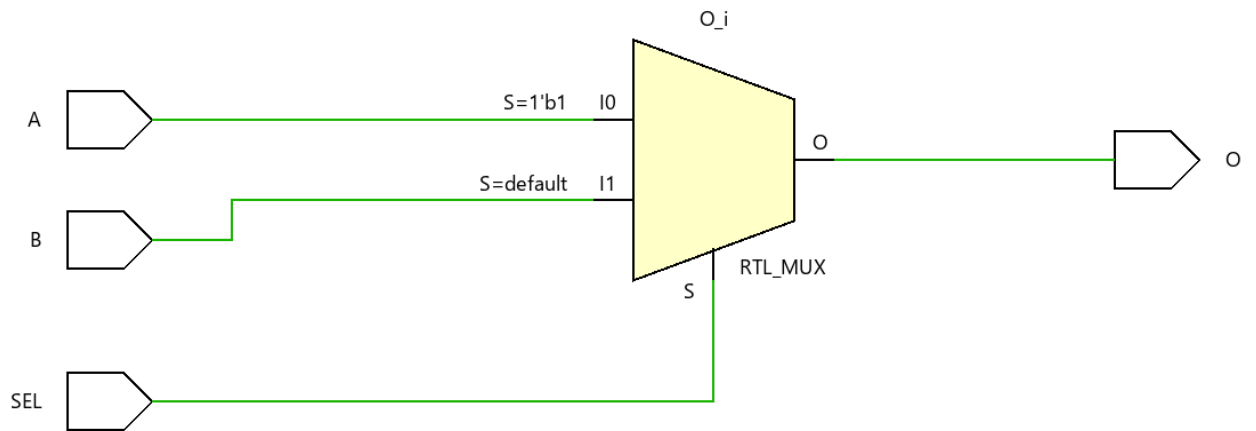 O_i
A
S=1'b1 I0
O
O
S=default I1
B
RTL_MUX
S
SEL